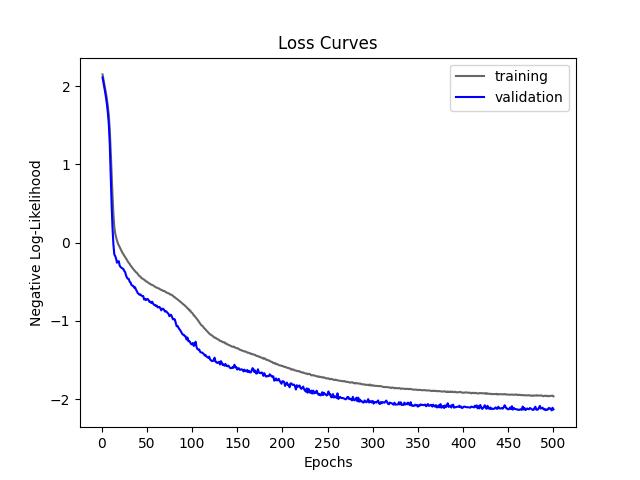 Loss Curves
training
validation
Negative Log-Likelihood
2
1
0
−1
−2
0 50 100 150 200 250 300 350 400 450 500
Epochs